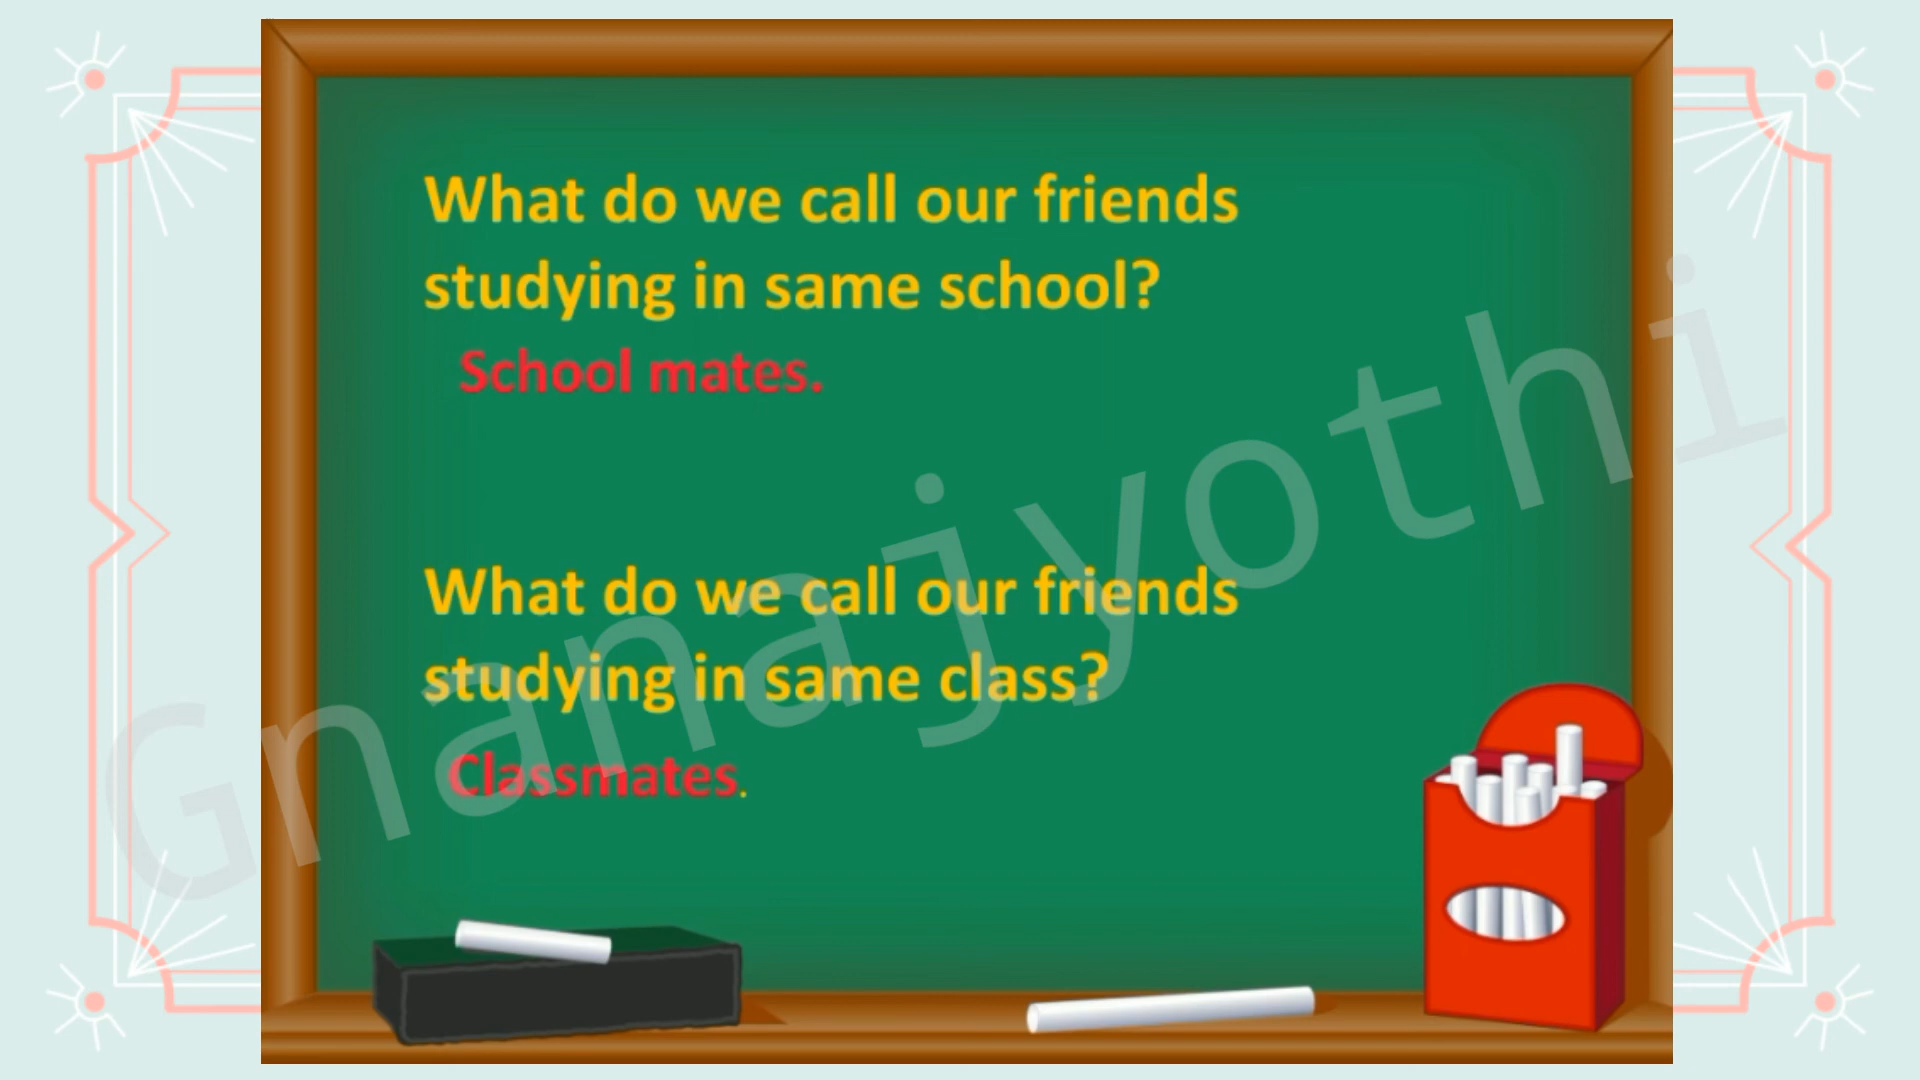 What do we call our friends
studying in same school?
School mates.
What do we call our friends
studying in same class?
Classmates.
Gnanajyothi